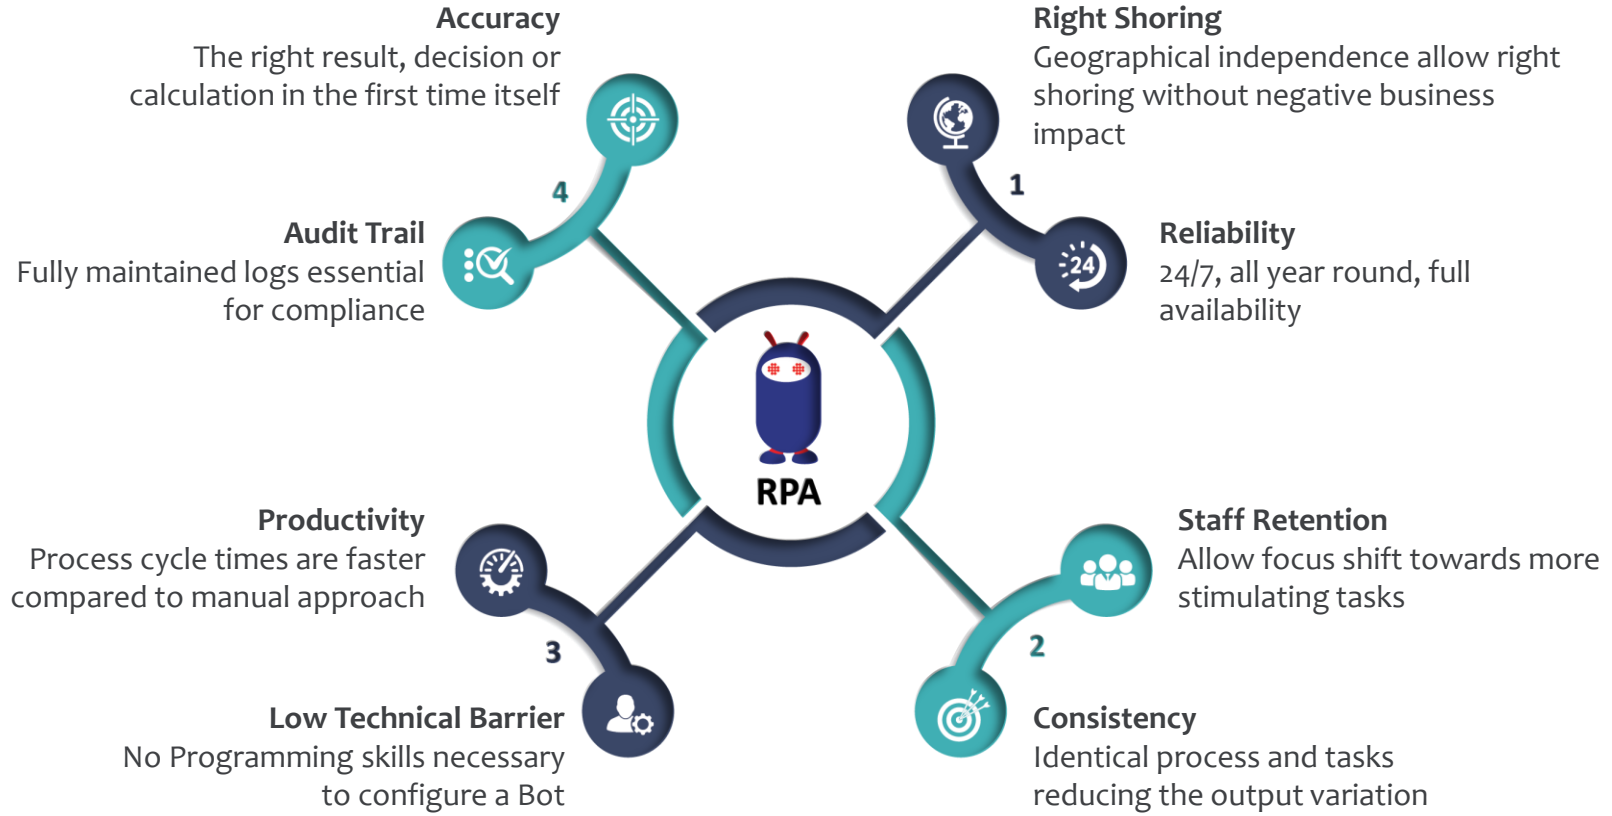 Accuracy
The right result, decision or
calculation in the first time itself
4
Audit Trail
Fully maintained logs essential
for compliance
Right Shoring
Geographical independence allow right
shoring without negative business
impact
1
24
Reliability
24/7, all year round, full
availability
RPA
Productivity
Process cycle times are faster
compared to manual approach
3
Low Technical Barrier
No Programming skills necessary
to configure a Bot
Staff Retention
Allow focus shift towards more
stimulating tasks
2
Consistency
Identical process and tasks
reducing the output variation